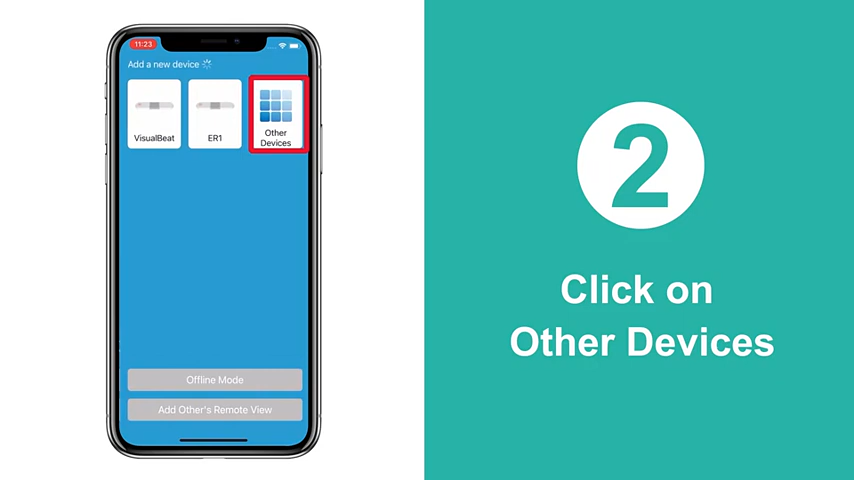 11:23
Add a new device
VisualBeat
ER1
Other
Devices
Offline Mode
Add Other's Remote View
2
Click on
Other Devices